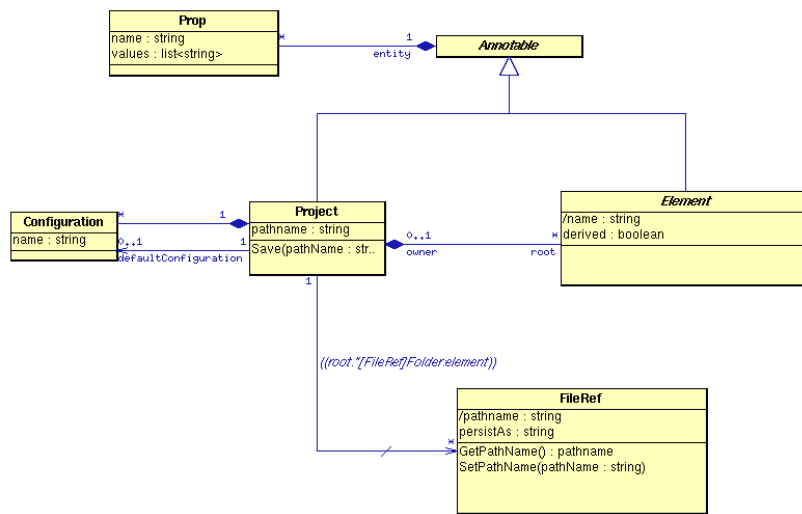 Prop
name : string
values : list<string>
* 1
entity
Annotable
Configuration
name : string
* 1
0..1 1
defaultConfiguration
Project
pathname : string
Save(pathName : str..
0..1 *
owner root
Element
/name : string
derived : boolean
1
((root.*[FileRef]Folder.element))
*
FileRef
/pathname : string
persistAs : string
GetPathName() : pathname
SetPathName(pathName : string)